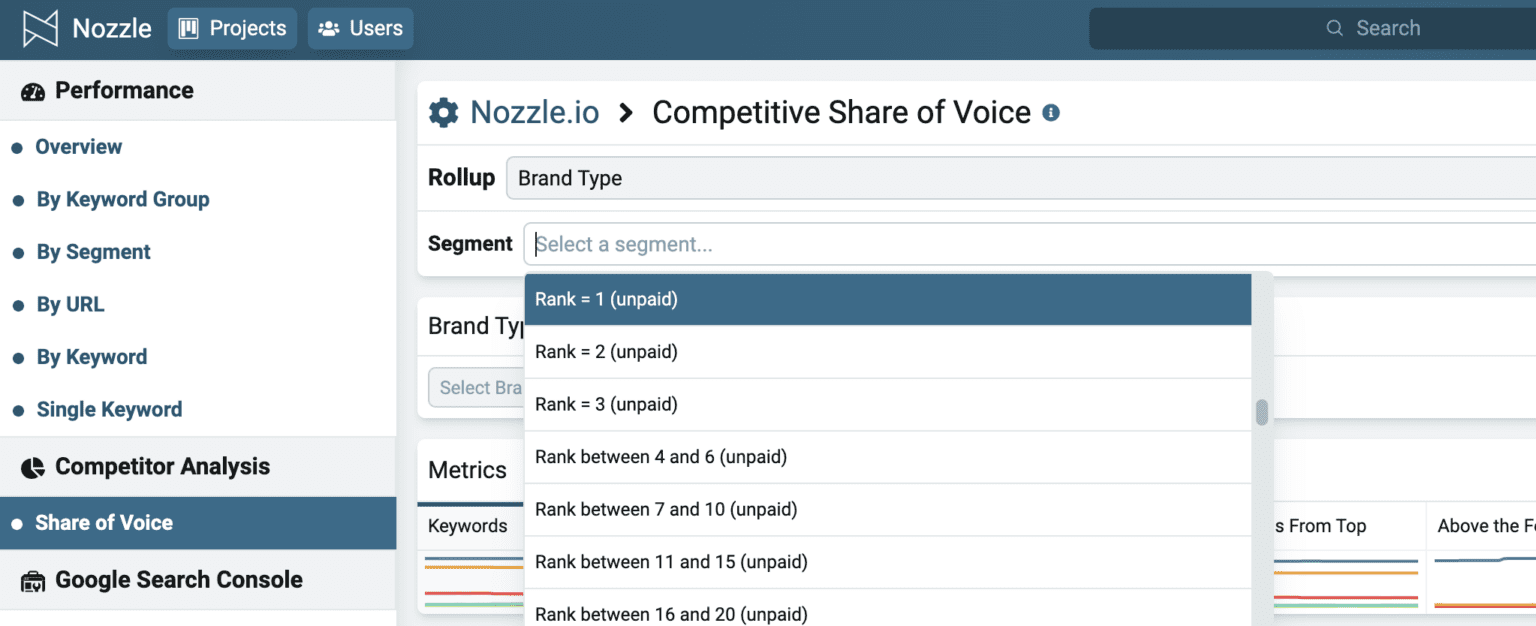 Nozzle Projects Users Search
Performance
Overview
By Keyword Group
By Segment
By URL
By Keyword
Single Keyword
Competitor Analysis
Share of Voice
Google Search Console
Nozzle.io Competitive Share of Voice
Rollup Brand Type
Segment Select a segment...
Rank = 1 (unpaid)
Rank = 2 (unpaid)
Rank = 3 (unpaid)
Rank between 4 and 6 (unpaid)
Rank between 7 and 10 (unpaid)
Rank between 11 and 15 (unpaid)
Rank between 16 and 20 (unpaid)
Brand Typ
Select Bra
Metrics
Keywords s From Top Above the F